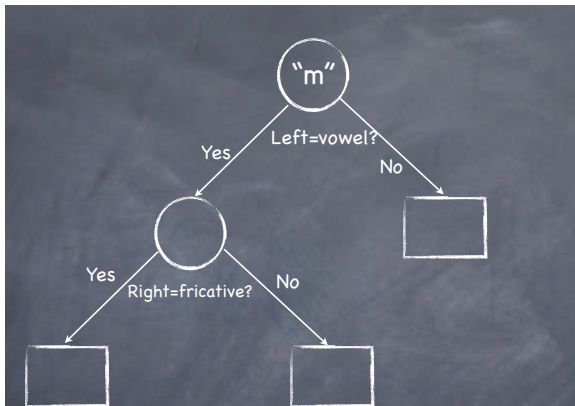 “m”
Left=vowel?
Yes
No
Yes
Right=fricative?
No